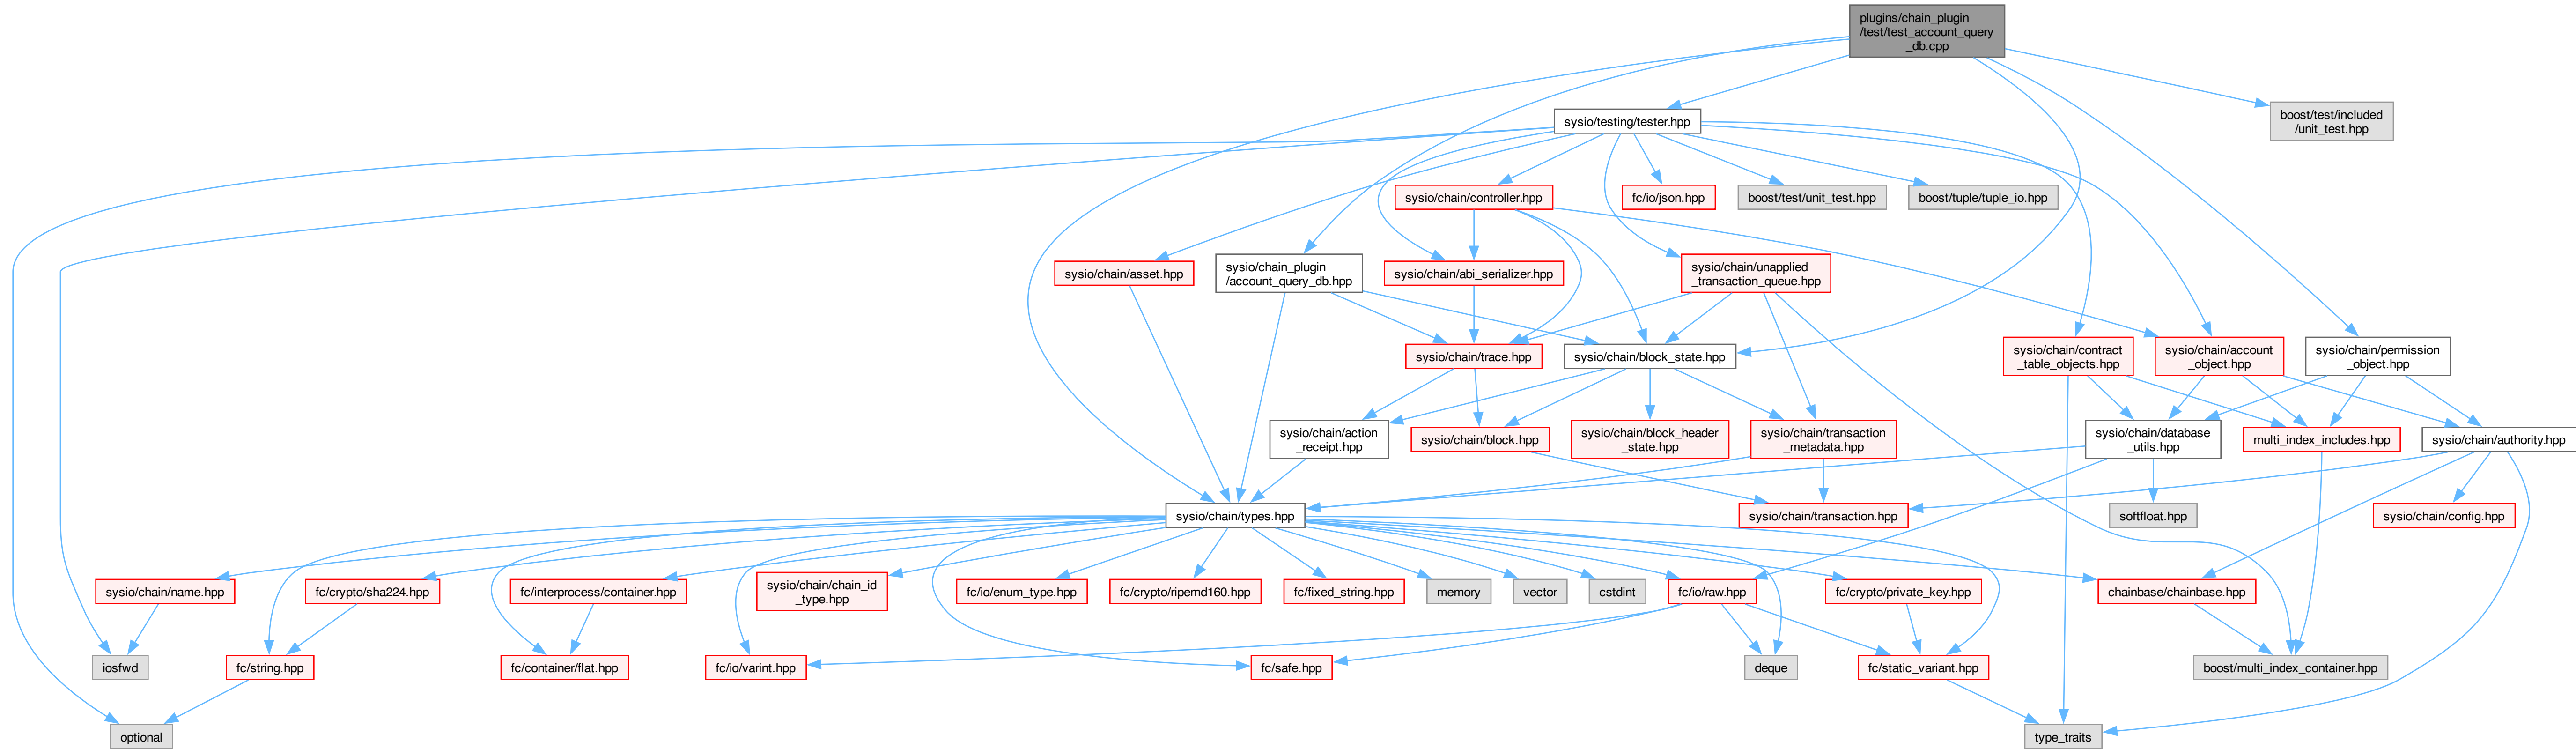 plugins/chain_plugin
/test/test_account_query
_db.cpp
sysio/testing/tester.hpp
boost/test/included
/unit_test.hpp
sysio/chain/controller.hpp
fc/io/json.hpp
boost/test/unit_test.hpp
boost/tuple/tuple_io.hpp
sysio/chain/asset.hpp
sysio/chain_plugin
/account_query_db.hpp
sysio/chain/abi_serializer.hpp
sysio/chain/unapplied
_transaction_queue.hpp
sysio/chain/trace.hpp
sysio/chain/block_state.hpp
sysio/chain/contract
_table_objects.hpp
sysio/chain/account
_object.hpp
sysio/chain/permission
_object.hpp
sysio/chain/action
_receipt.hpp
sysio/chain/block.hpp
sysio/chain/block_header
_state.hpp
sysio/chain/transaction
_metadata.hpp
sysio/chain/database
_utils.hpp
multi_index_includes.hpp
sysio/chain/authority.hpp
sysio/chain/types.hpp
sysio/chain/transaction.hpp
softfloat.hpp
sysio/chain/config.hpp
sysio/chain/name.hpp
fc/crypto/sha224.hpp
fc/interprocess/container.hpp
sysio/chain/chain_id
_type.hpp
fc/io/enum_type.hpp
fc/crypto/ripemd160.hpp
fc/fixed_string.hpp
memory
vector
cstdint
fc/io/raw.hpp
fc/crypto/private_key.hpp
chainbase/chainbase.hpp
iosfwd
fc/string.hpp
fc/container/flat.hpp
fc/io/varint.hpp
fc/safe.hpp
deque
fc/static_variant.hpp
boost/multi_index_container.hpp
optional
type_traits